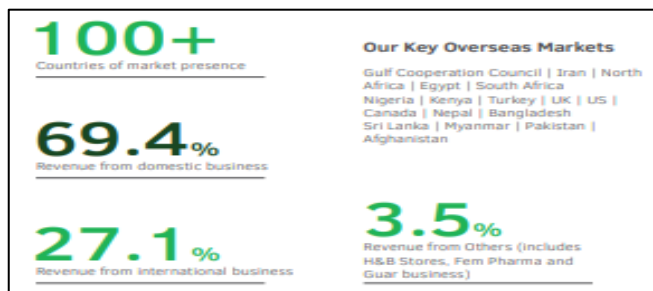 100+
Countries of market presence
69.4%
Revenue from domestic business
27.1%
Revenue from international business
Our Key Overseas Markets
Gulf Cooperation Council | Iran | North
Africa | Egypt | South Africa
Nigeria | Kenya | Turkey | UK | US |
Canada | Nepal | Bangladesh
Sri Lanka | Myanmar | Pakistan |
Afghanistan
3.5%
Revenue from Others (includes
H&B Stores, Fem Pharma and
Guar business)